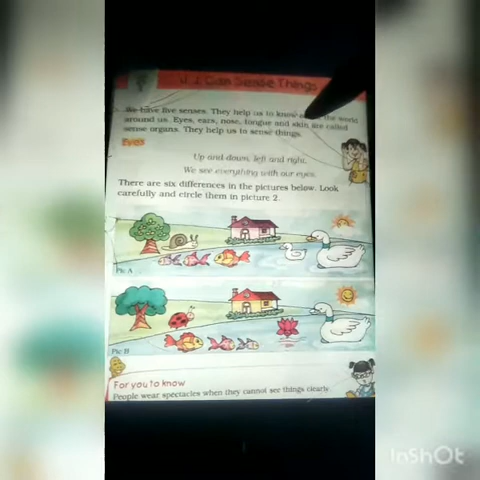 Can Sense Things
We have five senses. They help us to know the world
around us. Eyes, ears, nose, tongue and skin are called
sense organs. They help us in sense things.
Eyes
Up and down, left and right,
We see everything with our eyes.
There are six differences in the pictures below. Look
carefully and circle them in picture 2.
Pic A
Pic B
For you to know
People wear spectacles when they cannot see things clearly.
InShOt